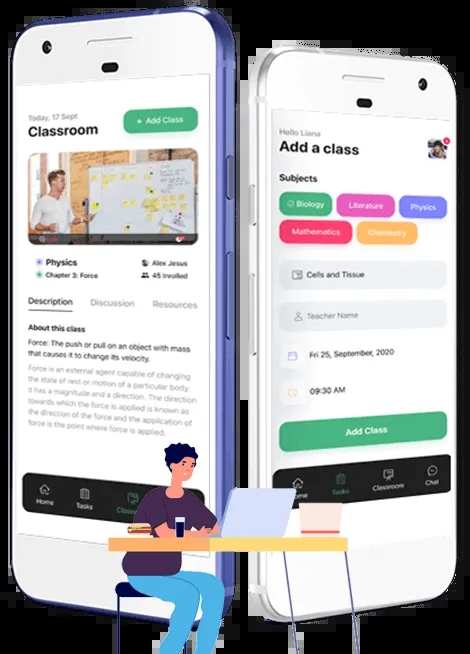 Today, 17 Sept
Classroom
+ Add Class
Physics
Alex Jesus
Chapter 3: Force
45 Inrolled
Description
Discussion
Resources
About this class
Force: The push or pull on an object with mass
that causes it to change its velocity.
Force is an external agent capable of changing
the state of rest or motion of a particular body.
It has a magnitude and a direction. The direction
towards which the force is applied is known as
the direction of the force and the application of
force is the point where force is applied.
Home
Tasks
Hello Liana
Add a class
Subjects
Biology
Literature
Physics
Mathematics
Chemistry
Cells and Tissue
Teacher Name
Fri 25, September, 2020
09:30 AM
Add Class
Home
Tasks
Classroom
Chat